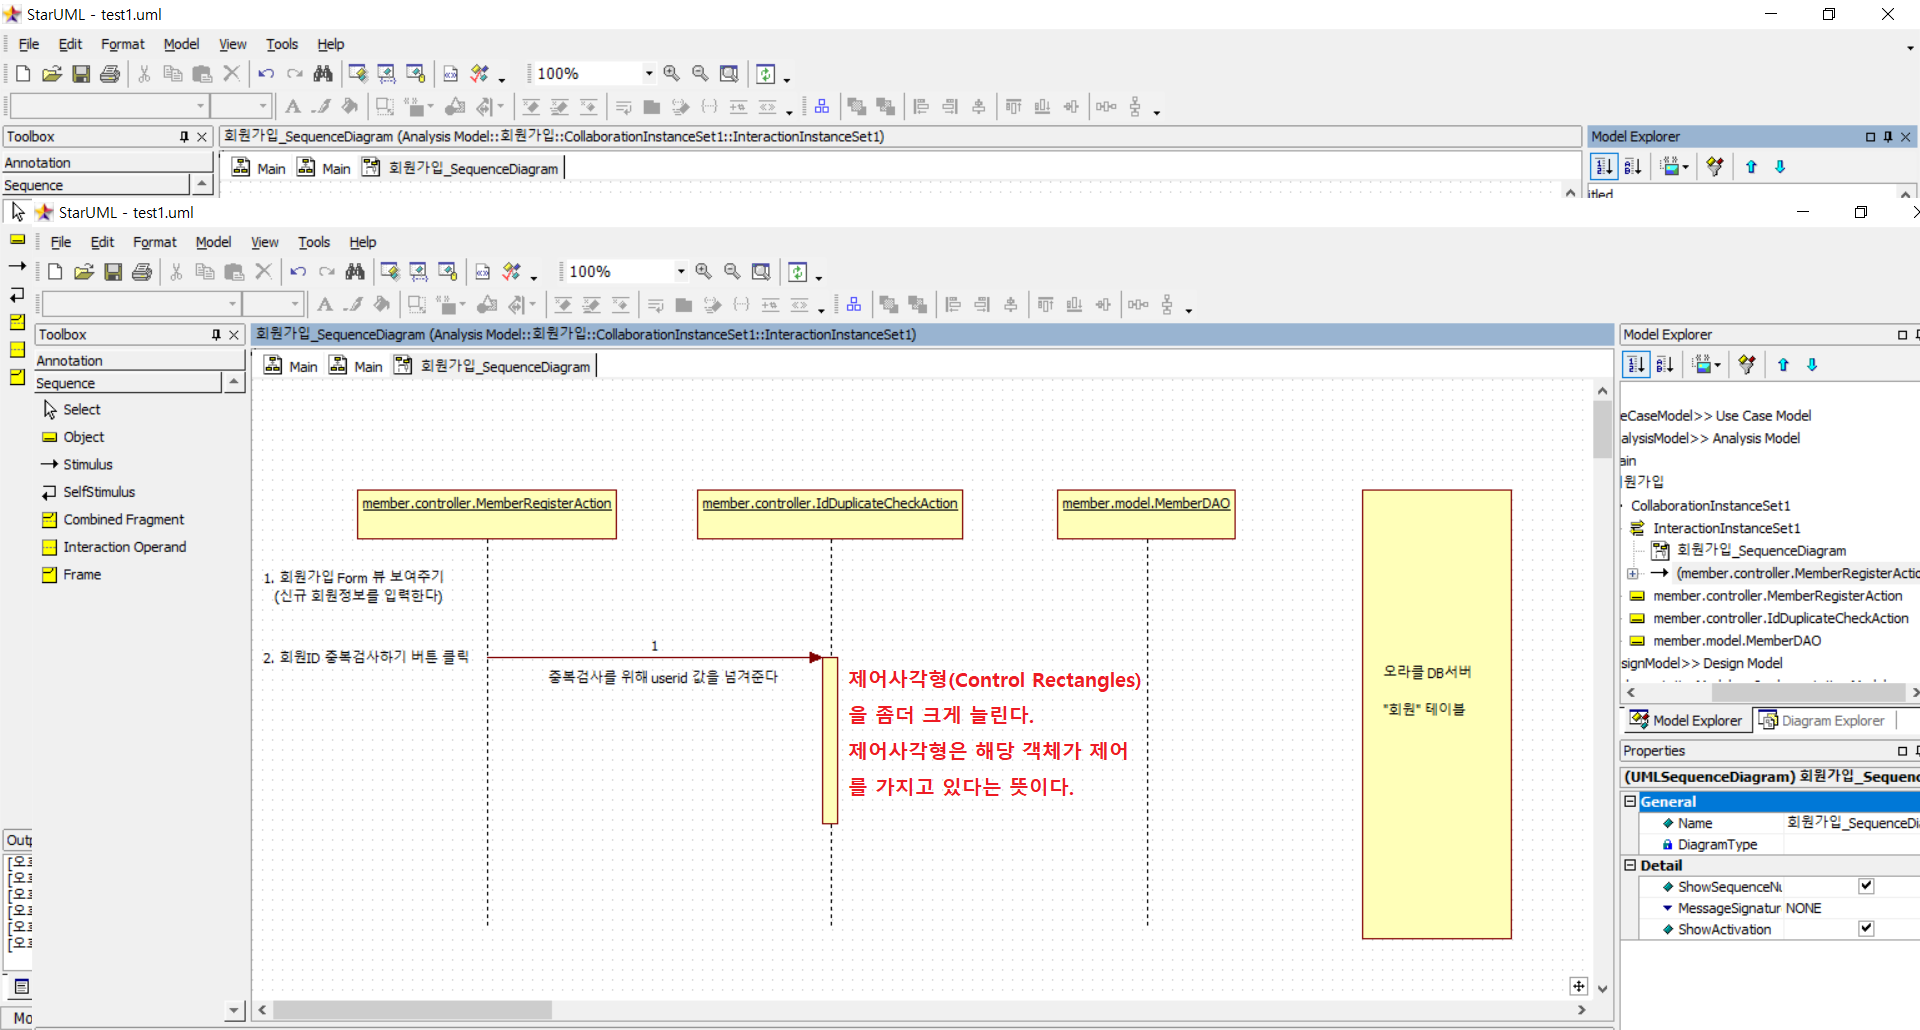 StarUML - test1.uml
File Edit Format Model View Tools Help
100%
Toolbox
회원가입_SequenceDiagram (Analysis Model::회원가입::CollaborationInstanceSet1::InteractionInstanceSet1)
Model Explorer
Annotation
Main Main 회원가입_SequenceDiagram
Sequence
itled
StarUML - test1.uml
File Edit Format Model View Tools Help
100%
Toolbox
회원가입_SequenceDiagram (Analysis Model::회원가입::CollaborationInstanceSet1::InteractionInstanceSet1)
Model Explorer
Annotation
Main Main 회원가입_SequenceDiagram
Sequence
Select
Object
Stimulus
SelfStimulus
Combined Fragment
Interaction Operand
Frame
member.controller.MemberRegisterAction
member.controller.IdDuplicateCheckAction
member.model.MemberDAO
1. 회원가입 Form 뷰 보여주기
(신규 회원정보를 입력한다)
2. 회원ID 중복검사하기 버튼 클릭
1
중복검사를 위해 userid 값을 넘겨준다
제어사각형(Control Rectangles)
을 좀더 크게 늘린다.
제어사각형은 해당 객체가 제어
를 가지고 있다는 뜻이다.
오라클 DB서버
"회원" 테이블
eCaseModel>> Use Case Model
alysisModel>> Analysis Model
ain
회원가입
CollaborationInstanceSet1
InteractionInstanceSet1
회원가입_SequenceDiagram
(member.controller.MemberRegisterActio
member.controller.MemberRegisterAction
member.controller.IdDuplicateCheckAction
member.model.MemberDAO
signModel>> Design Model
Model Explorer Diagram Explorer
Properties
(UMLSequenceDiagram) 회원가입_Sequenc
General
Name 회원가입_SequenceDi
DiagramType
Detail
ShowSequenceNu
MessageSignatur NONE
ShowActivation
Outp
[오
[오
[오
[오
[오
[오
Mo